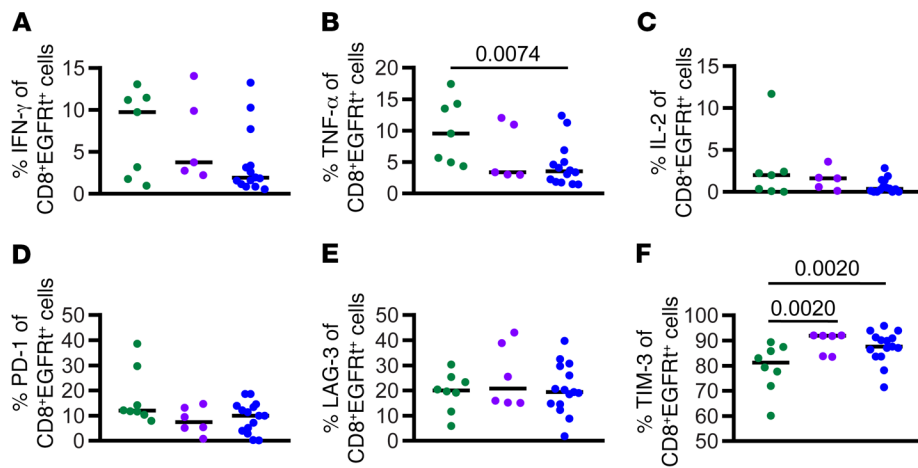 A
% IFN-γ of
CD8⁺EGFRt⁺ cells
15
10
5
0
B
0.0074
% TNF-α of
CD8⁺EGFRt⁺ cells
20
15
10
5
0
C
% IL-2 of
CD8⁺EGFRt⁺ cells
15
10
5
0
D
% PD-1 of
CD8⁺EGFRt⁺ cells
50
40
30
20
10
0
E
% LAG-3 of
CD8⁺EGFRt⁺ cells
50
40
30
20
10
0
F
0.0020
0.0020
% TIM-3 of
CD8⁺EGFRt⁺ cells
100
90
80
70
60
50